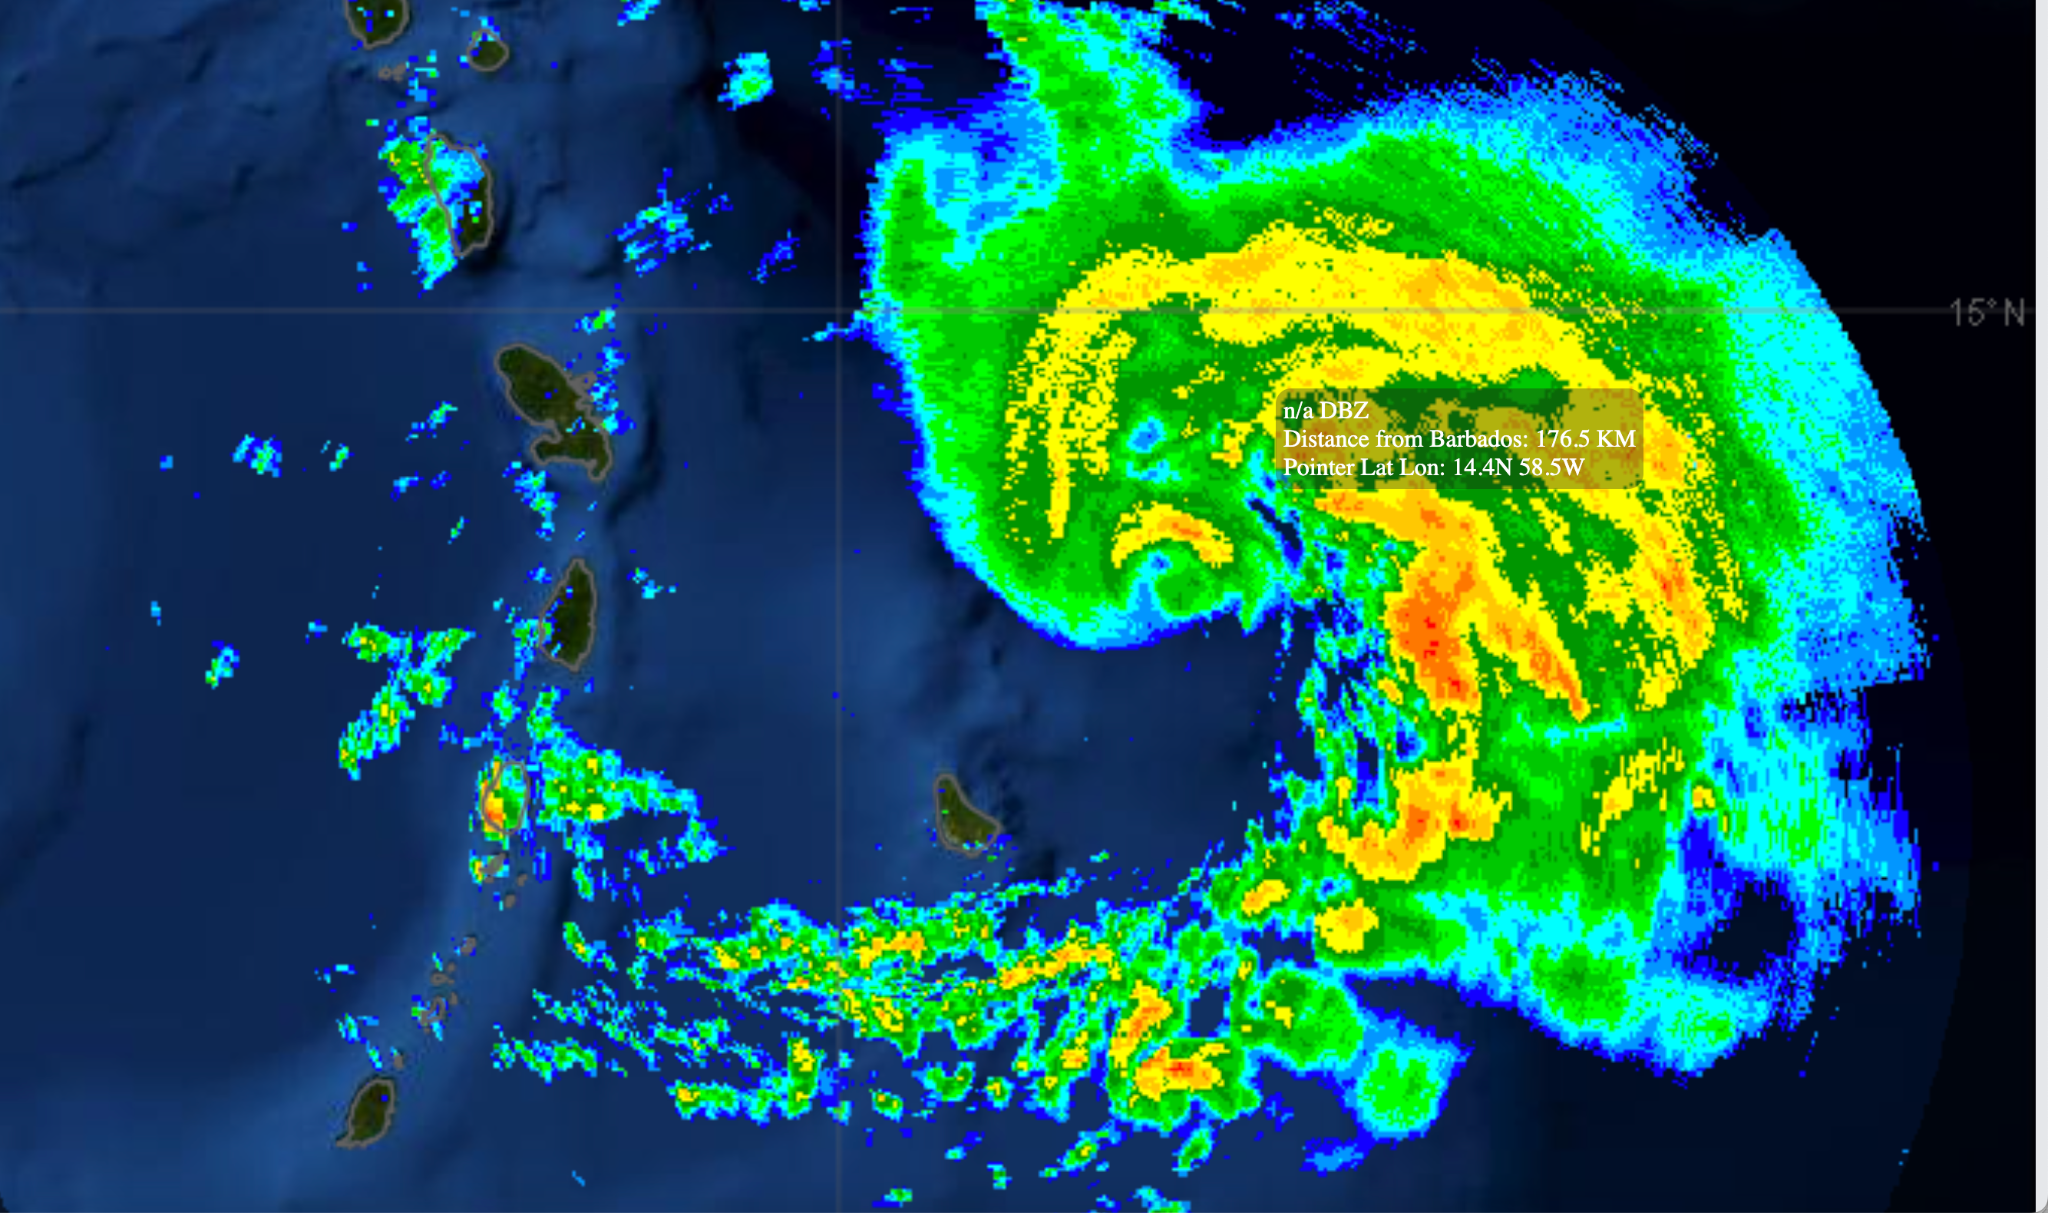 15°N
n/a DBZ
Distance from Barbados: 176.5 KM
Pointer Lat Lon: 14.4N 58.5W